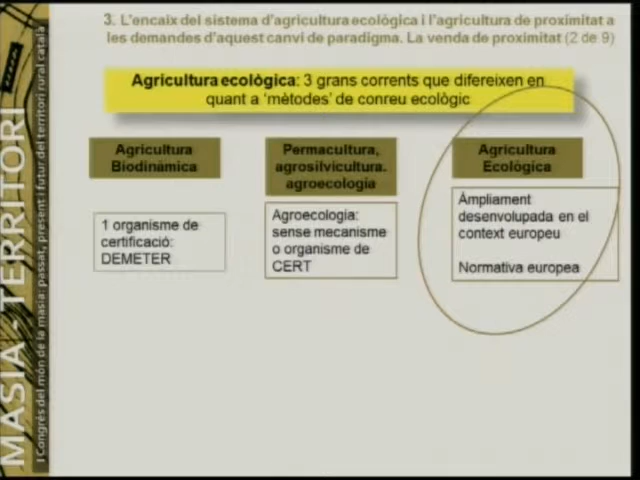 3. L'encaix del sistema d'agricultura ecològica i l'agricultura de proximitat a
les demandes d'aquest canvi de paradigma. La venda de proximitat (2 de 9)
Agricultura ecològica: 3 grans corrents que difereixen en
quant a 'mètodes' de conreu ecològic
Agricultura
Biodinàmica
Permacultura,
agrosilvicultura.
agroecologia
Agricultura
Ecològica
1 organisme de
certificació:
DEMETER
Agroecologia:
sense mecanisme
o organisme de
CERT
Àmpliament
desenvolupada en el
context europeu
Normativa europea
MASIA TERRITORI
I Congrés del món de la masia: passat, present i futur del territori rural català